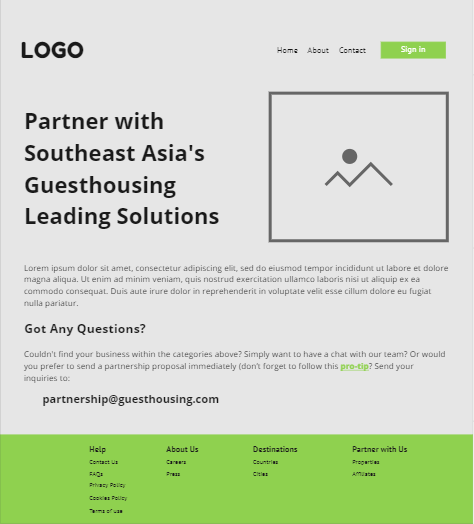 LOGO
Home About Contact Sign in
Partner with
Southeast Asia's
Guesthousing
Leading Solutions
Lorem ipsum dolor sit amet, consectetur adipiscing elit, sed do eiusmod tempor incididunt ut labore et dolore
magna aliqua. Ut enim ad minim veniam, quis nostrud exercitation ullamco laboris nisi ut aliquip ex ea
commodo consequat. Duis aute irure dolor in reprehenderit in voluptate velit esse cillum dolore eu fugiat
nulla pariatur.
Got Any Questions?
Couldn't find your business within the categories above? Simply want to have a chat with our team? Or would
you prefer to send a partnership proposal immediately (don't forget to follow this pro-tip? Send your
inquiries to:
partnership@guesthousing.com
Help About Us Destinations Partner with Us
Contact Us Careers Countries Properties
FAQs Press Cities Affiliates
Privacy Policy
Cookies Policy
Terms of use